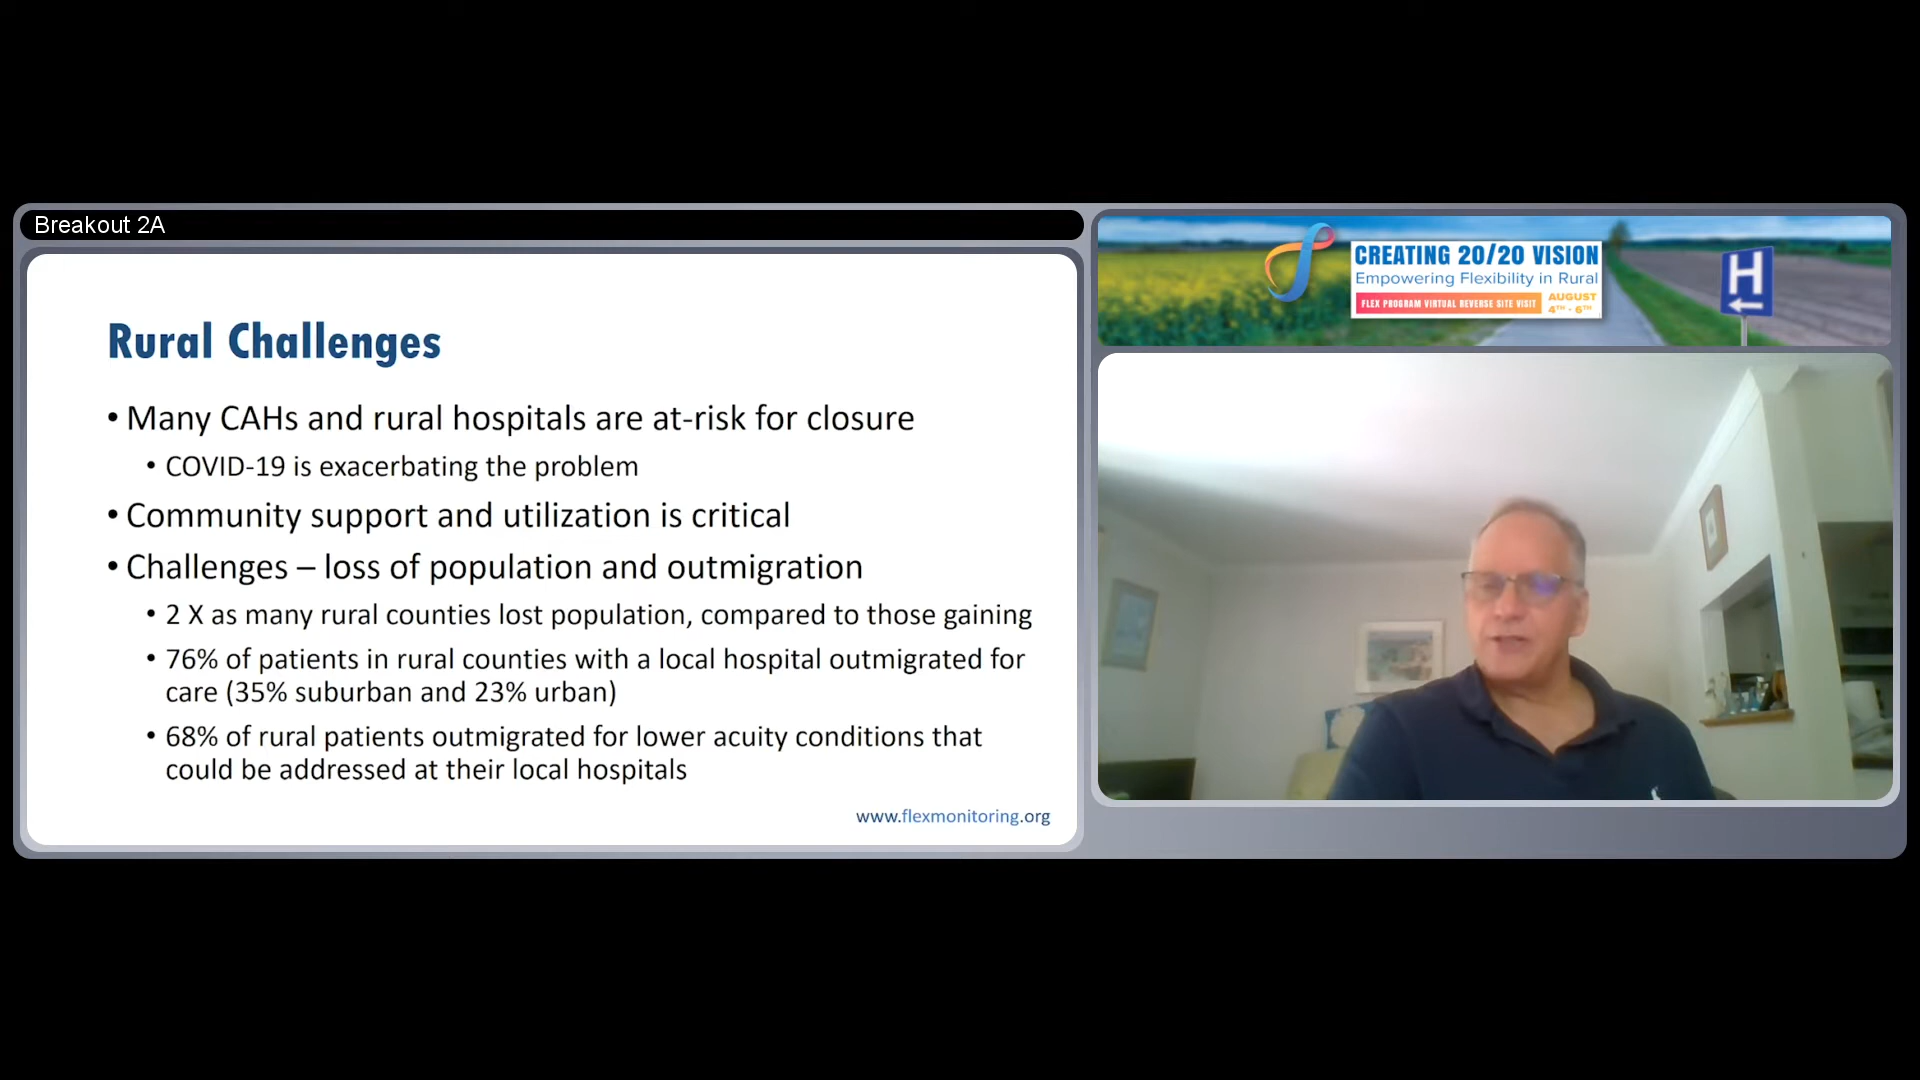 Breakout 2A
Rural Challenges
• Many CAHs and rural hospitals are at-risk for closure
• COVID-19 is exacerbating the problem
• Community support and utilization is critical
• Challenges – loss of population and outmigration
• 2 X as many rural counties lost population, compared to those gaining
• 76% of patients in rural counties with a local hospital outmigrated for
care (35% suburban and 23% urban)
• 68% of rural patients outmigrated for lower acuity conditions that
could be addressed at their local hospitals
www.flexmonitoring.org
CREATING 20/20 VISION
Empowering Flexibility in Rural
FLEX PROGRAM VIRTUAL REVERSE SITE VISIT
AUGUST
4TH - 6TH
H